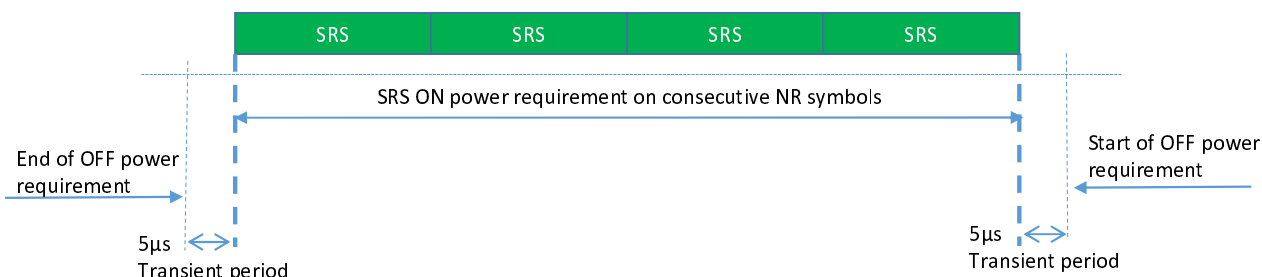 SRS SRS SRS SRS
SRS ON power requirement on consecutive NR symbols
End of OFF power
requirement
Start of OFF power
requirement
5µs
Transient period
5µs
Transient period